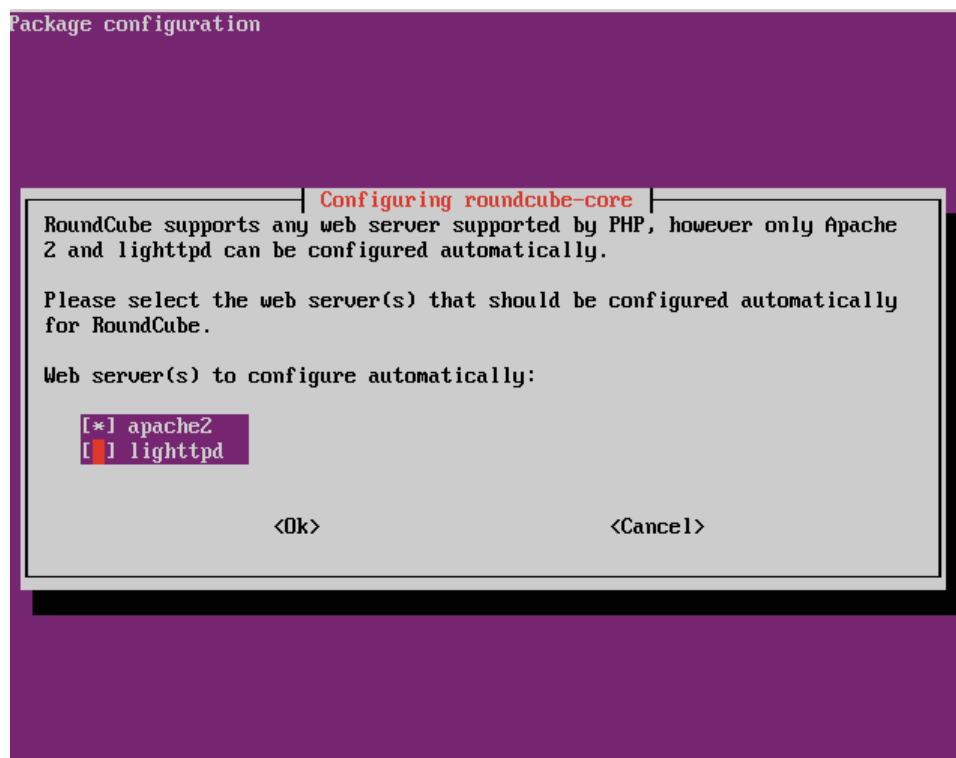 Package configuration
Configuring roundcube-core
RoundCube supports any web server supported by PHP, however only Apache
2 and lighttpd can be configured automatically.
Please select the web server(s) that should be configured automatically
for RoundCube.
Web server(s) to configure automatically:
[*] apache2
[ ] lighttpd
<Ok> <Cancel>